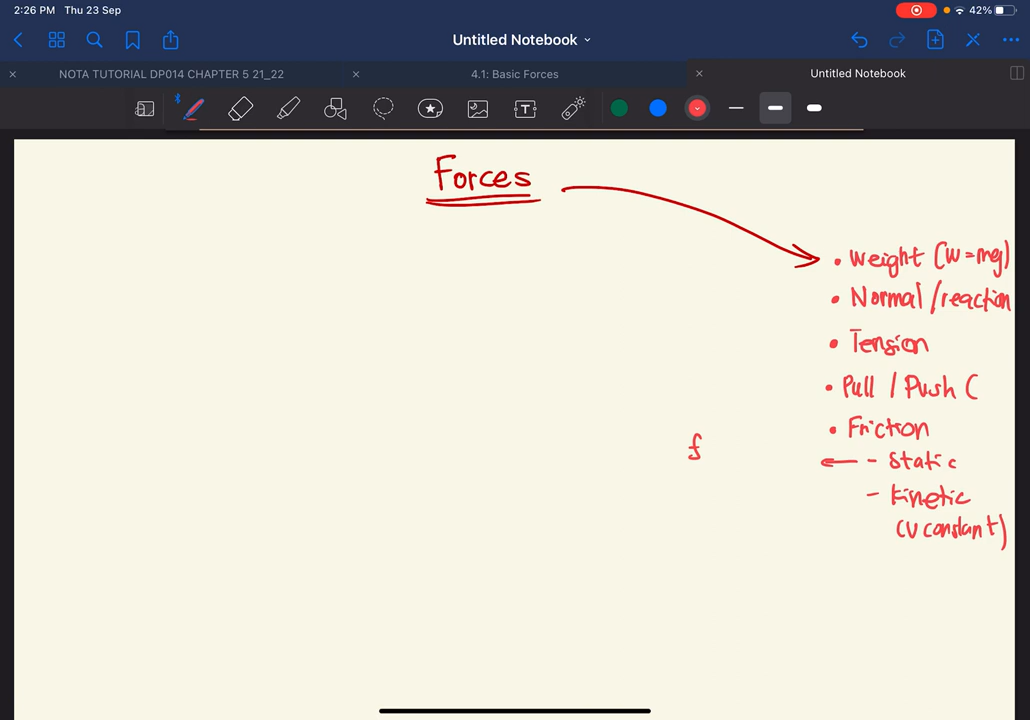 2:26 PM Thu 23 Sep
42%
Untitled Notebook
NOTA TUTORIAL DP014 CHAPTER 5 21_22
4.1: Basic Forces
Untitled Notebook
Forces
• Weight (W = mg)
• Normal / reaction
• Tension
• Pull / Push (
• Friction
f
← - Static
- Kinetic
(V constant)